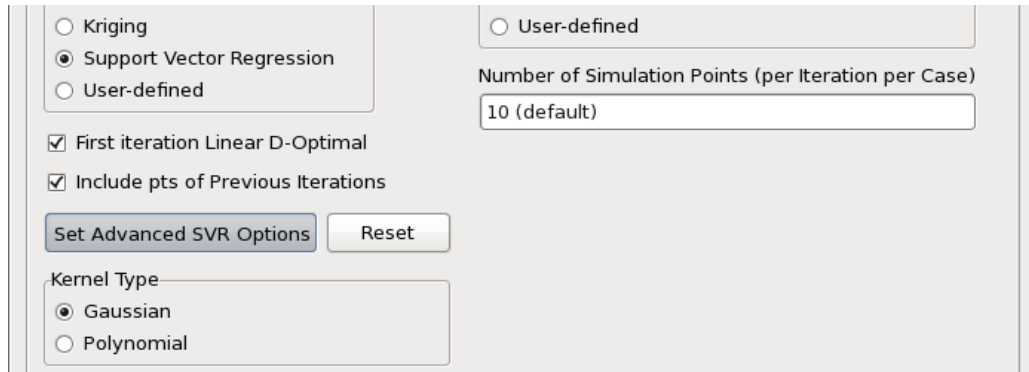 Kriging
Support Vector Regression
User-defined
First iteration Linear D-Optimal
Include pts of Previous Iterations
Set Advanced SVR Options
Reset
Kernel Type
Gaussian
Polynomial
User-defined
Number of Simulation Points (per Iteration per Case)
10 (default)